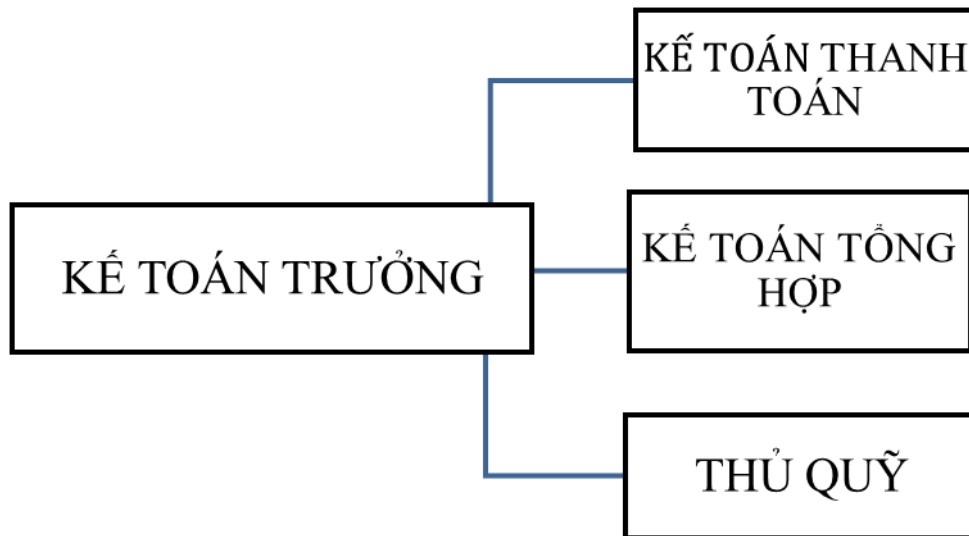 KẾ TOÁN THANH
TOÁN
KẾ TOÁN TRƯỞNG
KẾ TOÁN TỔNG
HỢP
THỦ QUỸ